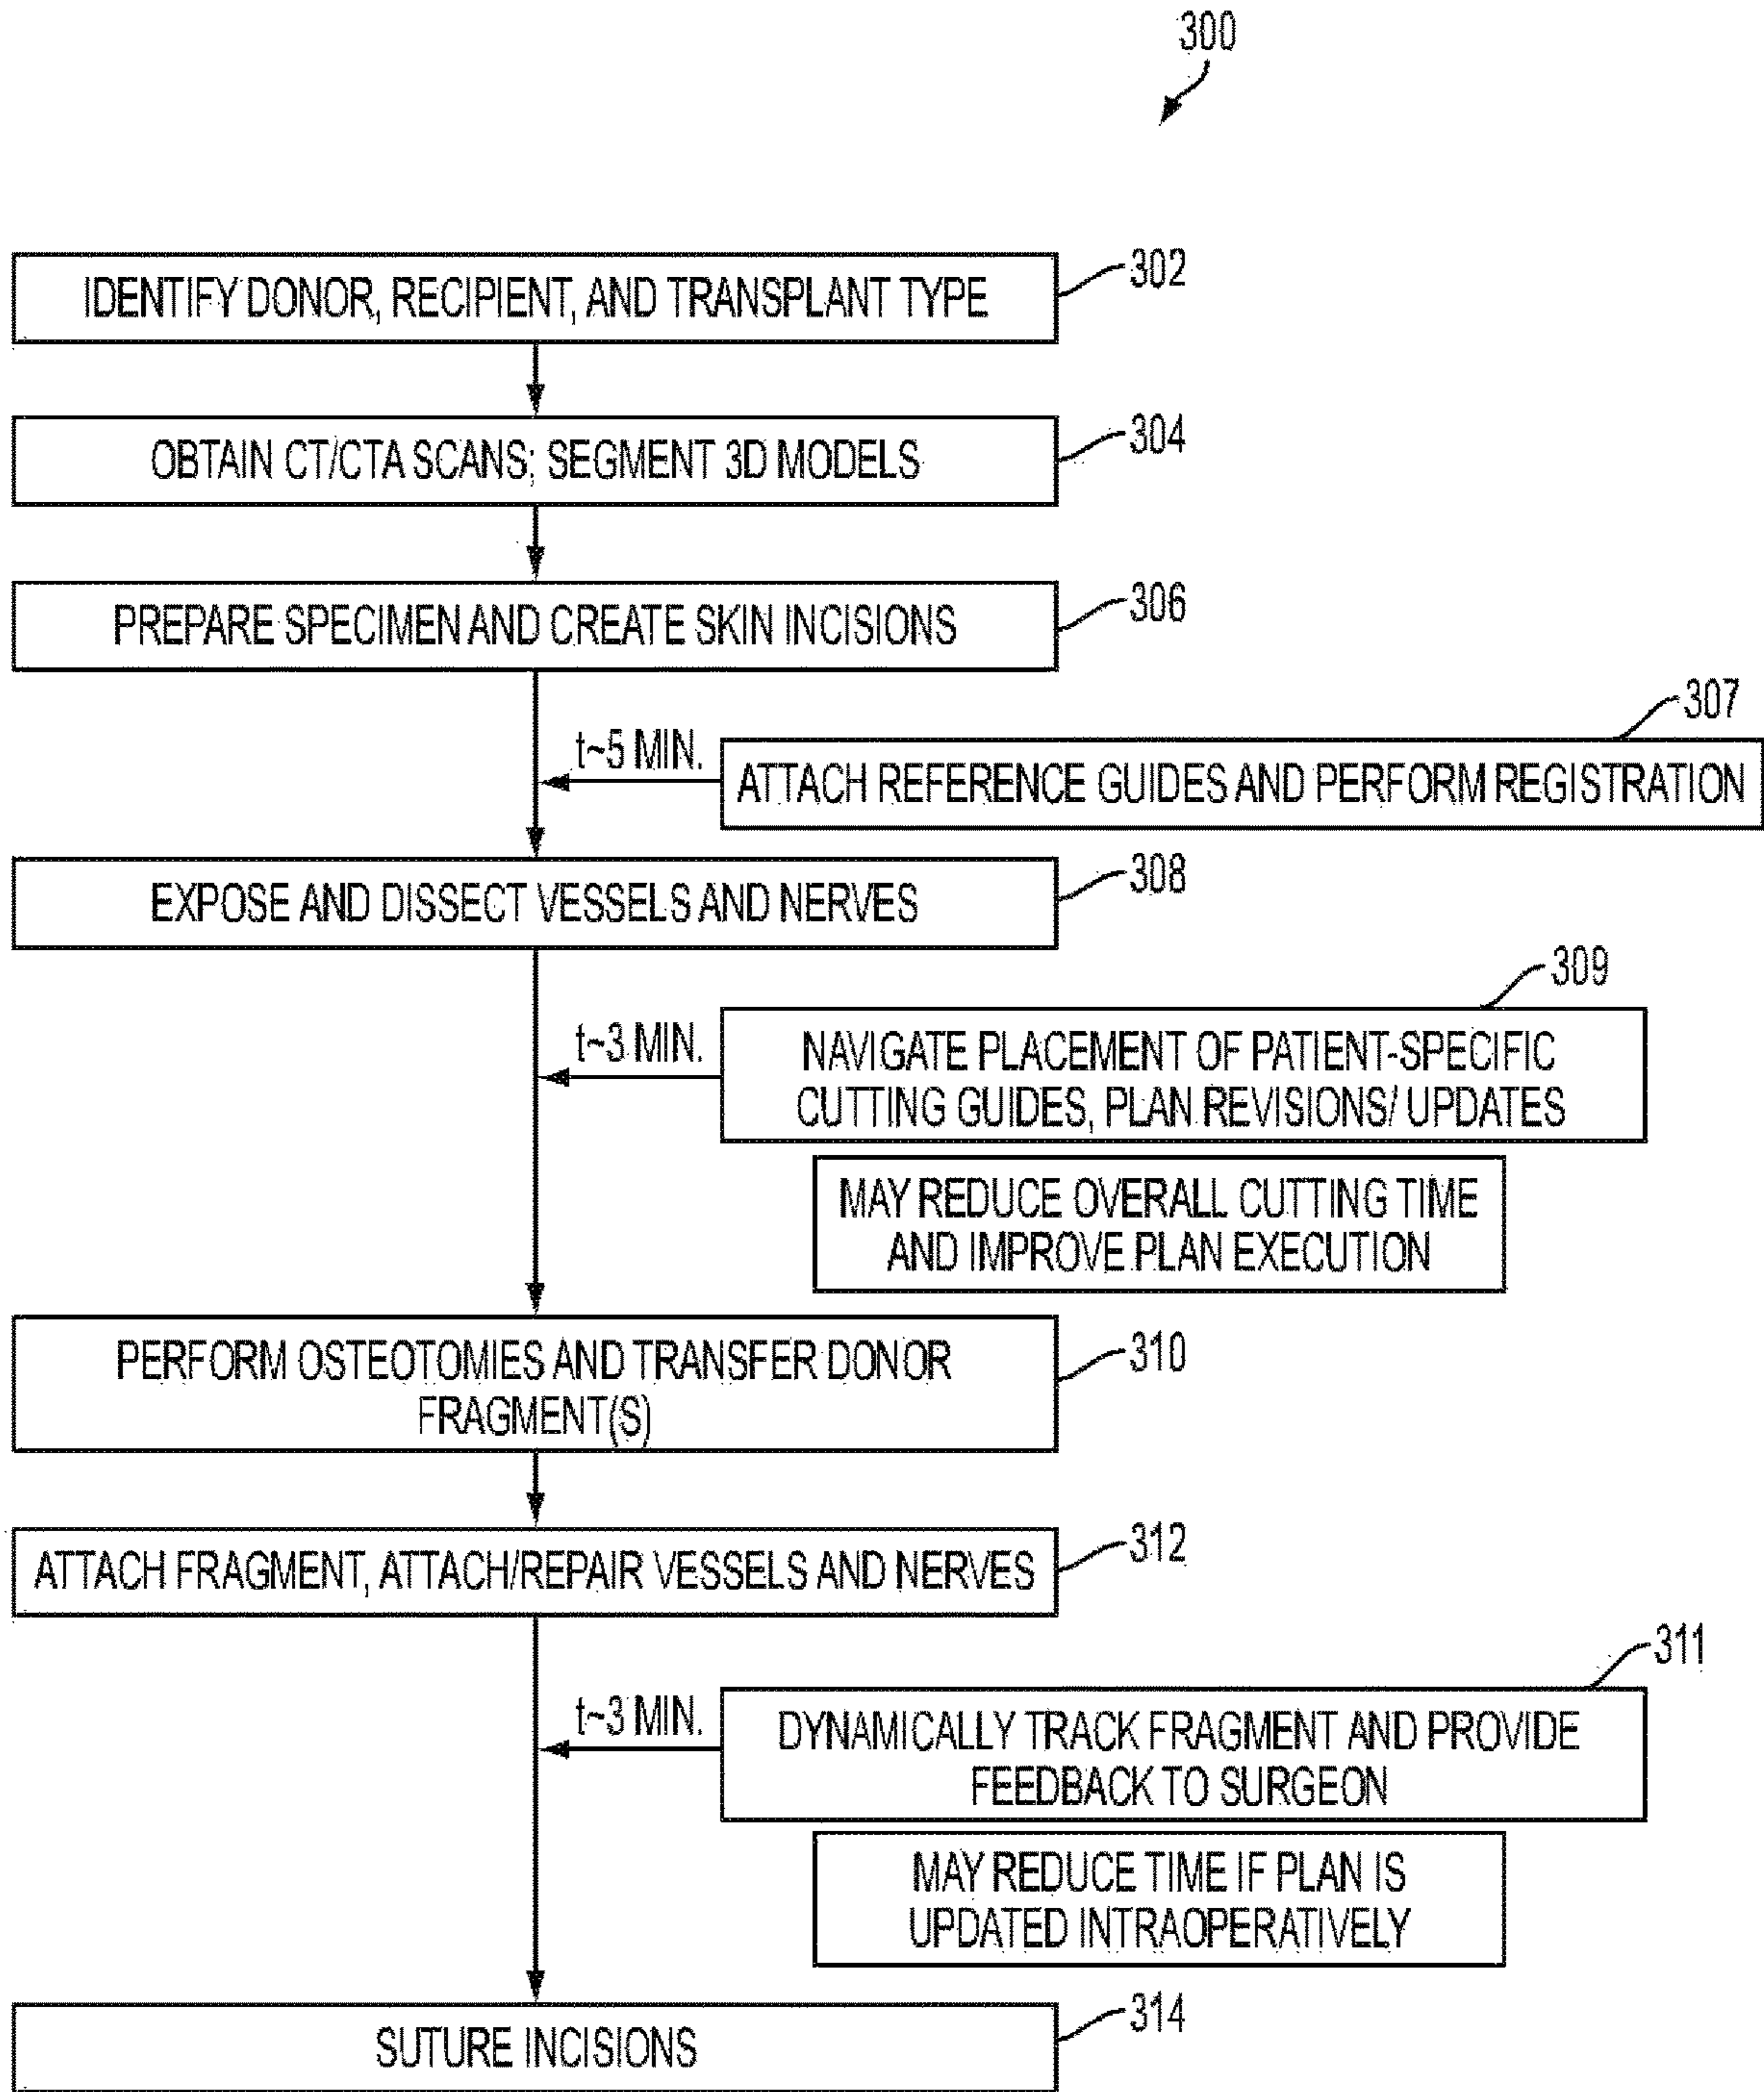 300
IDENTIFY DONOR, RECIPIENT, AND TRANSPLANT TYPE
302
OBTAIN CT/CTA SCANS; SEGMENT 3D MODELS
304
PREPARE SPECIMEN AND CREATE SKIN INCISIONS
306
307
t~5 MIN.
ATTACH REFERENCE GUIDES AND PERFORM REGISTRATION
EXPOSE AND DISSECT VESSELS AND NERVES
308
309
t~3 MIN.
NAVIGATE PLACEMENT OF PATIENT-SPECIFIC
CUTTING GUIDES, PLAN REVISIONS/ UPDATES
MAY REDUCE OVERALL CUTTING TIME
AND IMPROVE PLAN EXECUTION
PERFORM OSTEOTOMIES AND TRANSFER DONOR
FRAGMENT(S)
310
ATTACH FRAGMENT, ATTACH/REPAIR VESSELS AND NERVES
312
311
t~3 MIN.
DYNAMICALLY TRACK FRAGMENT AND PROVIDE
FEEDBACK TO SURGEON
MAY REDUCE TIME IF PLAN IS
UPDATED INTRAOPERATIVELY
SUTURE INCISIONS
314